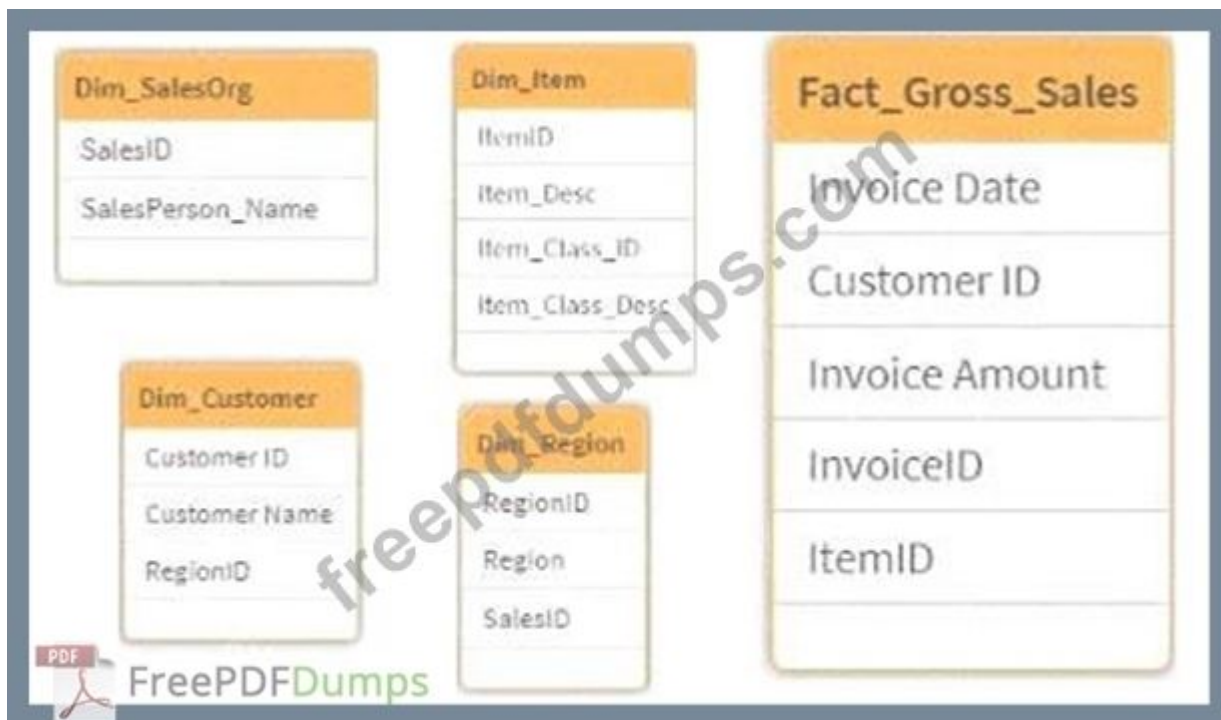 Dim_SalesOrg
SalesID
SalesPerson_Name
Dim_Item
ItemID
Item_Desc
Item_Class_ID
Item_Class_Desc
Fact_Gross_Sales
Invoice Date
Customer ID
Invoice Amount
InvoiceID
ItemID
Dim_Customer
Customer ID
Customer Name
RegionID
Dim_Region
RegionID
Region
SalesID
freepdfdumps.com
PDF
FreePDFDumps